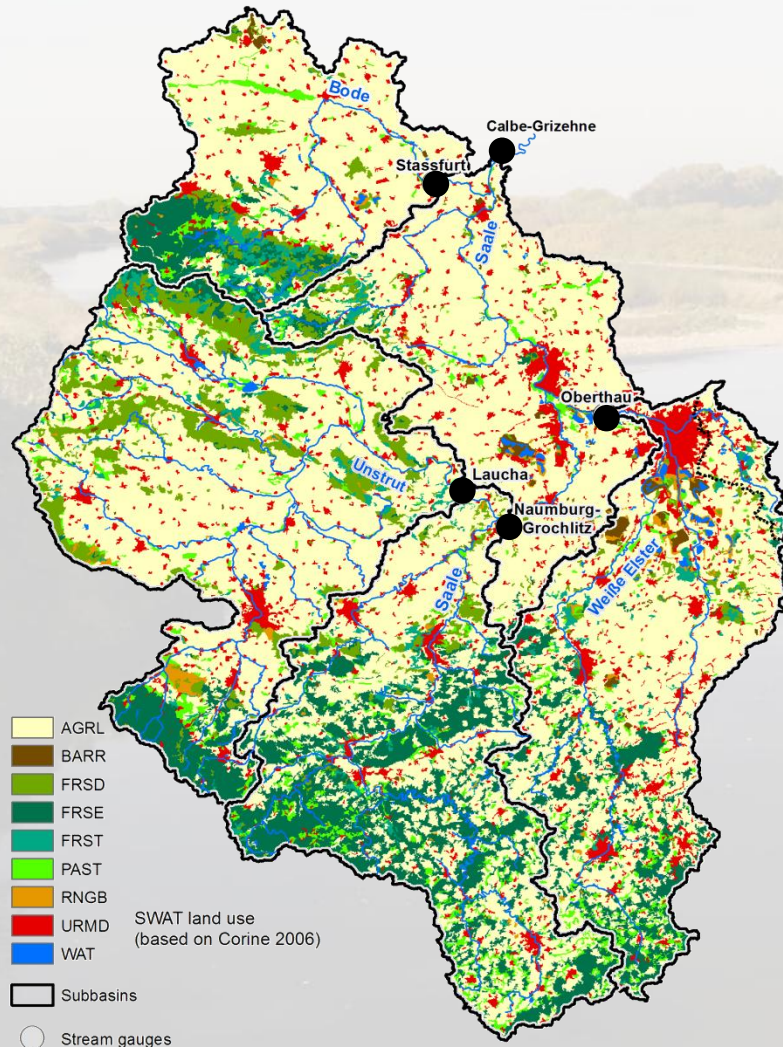 Bode
Calbe-Grizehne
Stassfurt
Saale
Oberthau
Unstrut
Laucha
Naumburg-
Grochlitz
Saale
Weiße Elster
AGRL
BARR
FRSD
FRSE
FRST
PAST
RNGB
URMD
WAT
SWAT land use
(based on Corine 2006)
Subbasins
Stream gauges